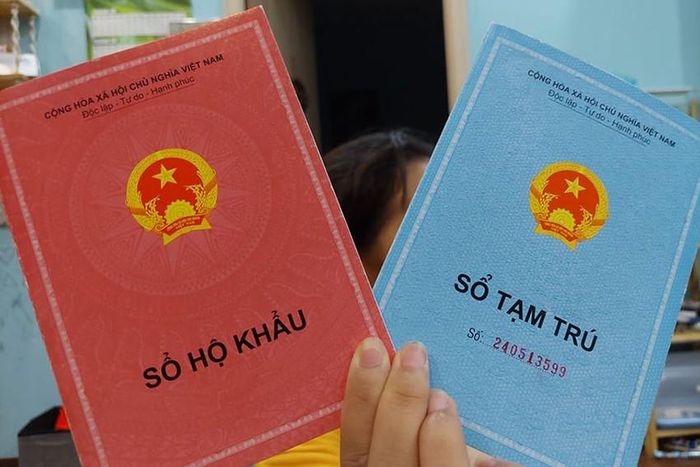 CỘNG HÒA XÃ HỘI CHỦ NGHĨA VIỆT NAM
Độc lập - Tự do - Hạnh phúc
SỔ HỘ KHẨU
CỘNG HÒA XÃ HỘI CHỦ NGHĨA VIỆT NAM
Độc lập - Tự do - Hạnh phúc
SỔ TẠM TRÚ
Số: 240513599